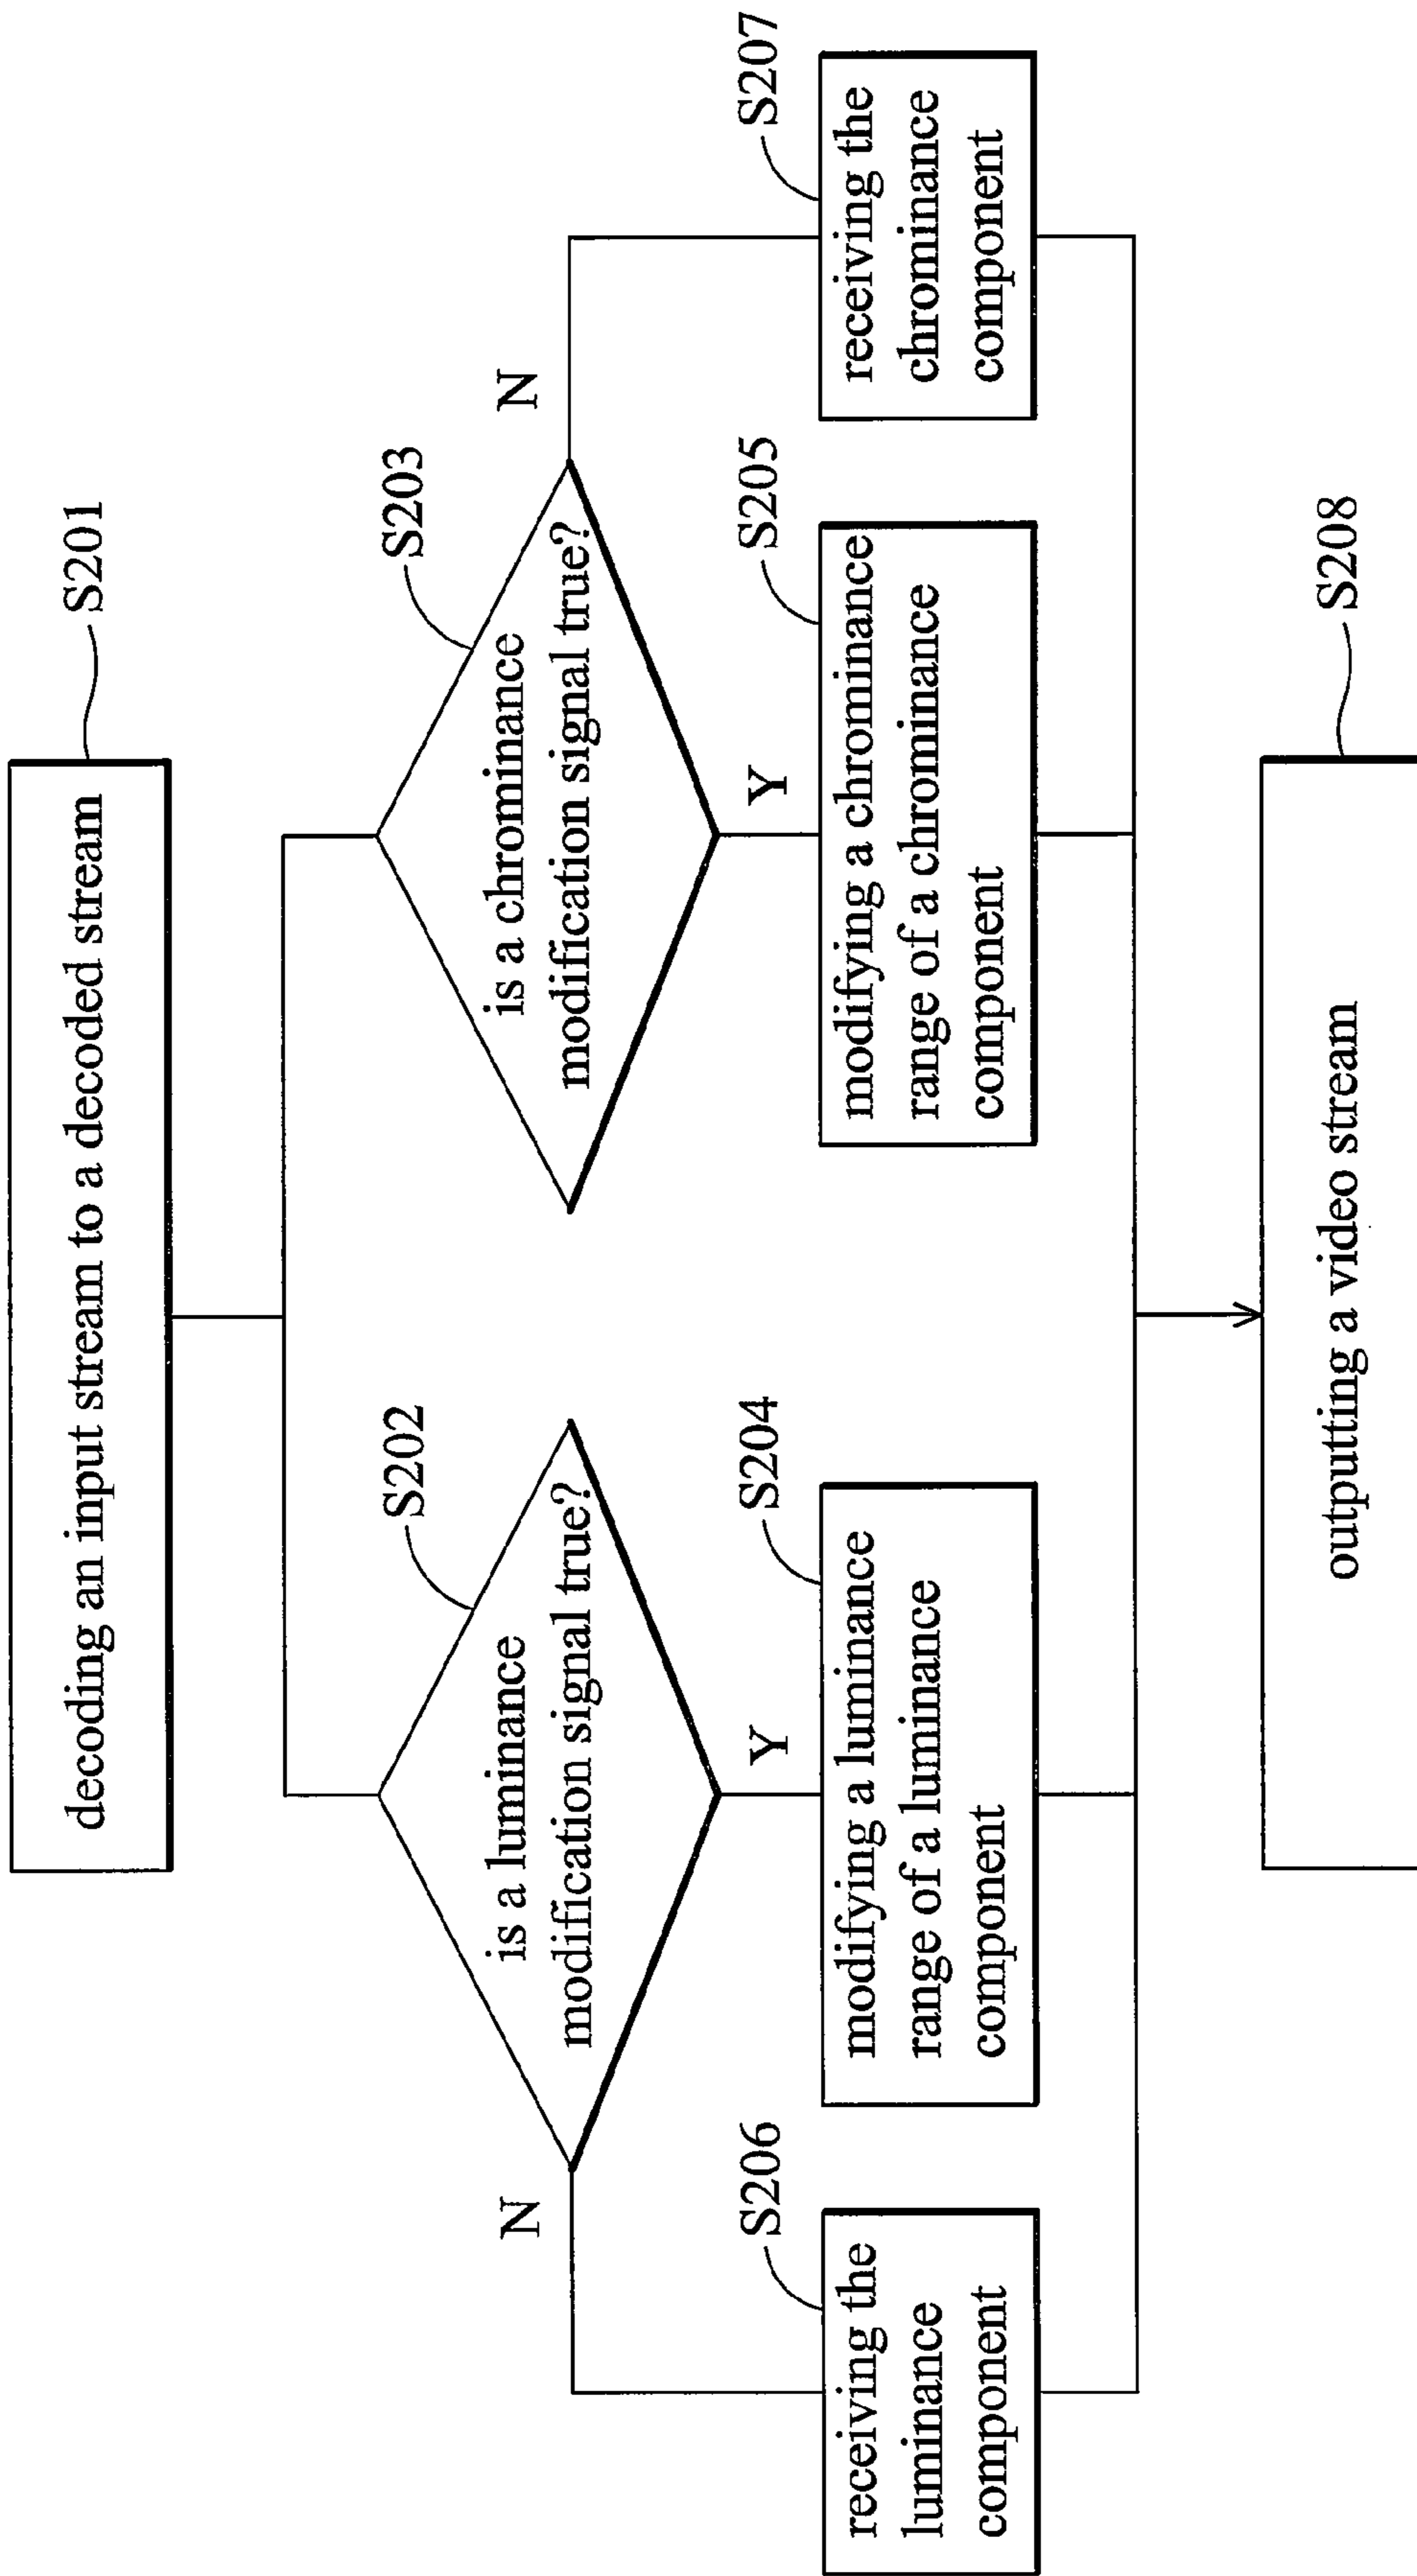 decoding an input stream to a decoded stream
S201
is a luminance
modification signal true?
S202
is a chrominance
modification signal true?
S203
N
Y
Y
N
receiving the
luminance
component
S206
modifying a luminance
range of a luminance
component
S204
modifying a chrominance
range of a chrominance
component
S205
receiving the
chrominance
component
S207
outputting a video stream
S208